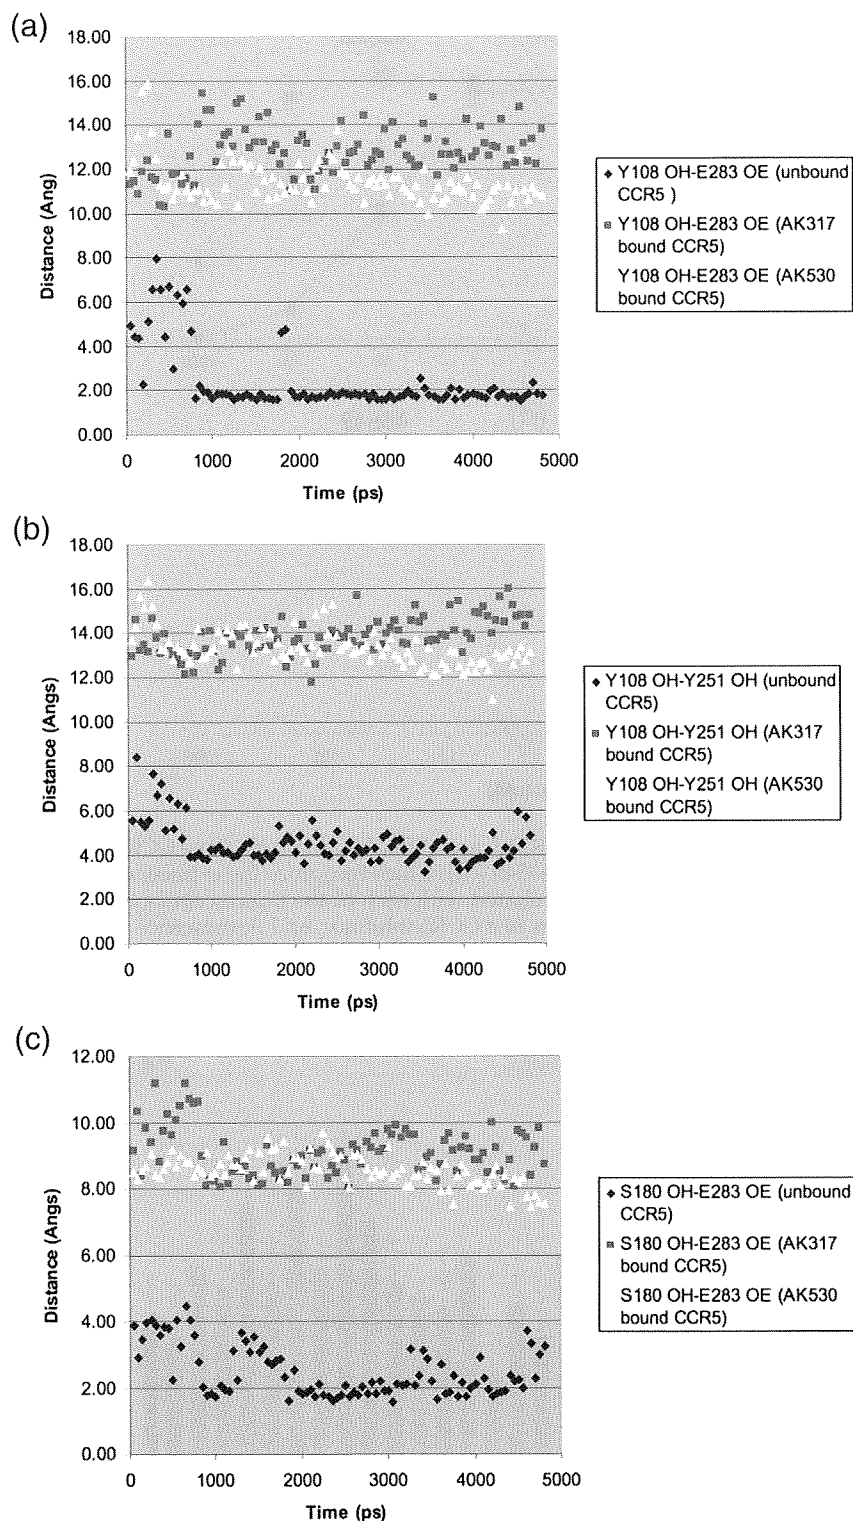 (a)
18.00
16.00
14.00
12.00
10.00
8.00
6.00
4.00
2.00
0.00
Distance (Ang)
0 1000 2000 3000 4000 5000
Time (ps)
Y108 OH-E283 OE (unbound
CCR5 )
Y108 OH-E283 OE (AK317
bound CCR5)
Y108 OH-E283 OE (AK530
bound CCR5)
(b)
18.00
16.00
14.00
12.00
10.00
8.00
6.00
4.00
2.00
0.00
Distance (Angs)
0 1000 2000 3000 4000 5000
Time (ps)
Y108 OH-Y251 OH (unbound
CCR5)
Y108 OH-Y251 OH (AK317
bound CCR5)
Y108 OH-Y251 OH (AK530
bound CCR5)
(c)
12.00
10.00
8.00
6.00
4.00
2.00
0.00
Distance (Angs)
0 1000 2000 3000 4000 5000
Time (ps)
S180 OH-E283 OE (unbound
CCR5)
S180 OH-E283 OE (AK317
bound CCR5)
S180 OH-E283 OE (AK530
bound CCR5)